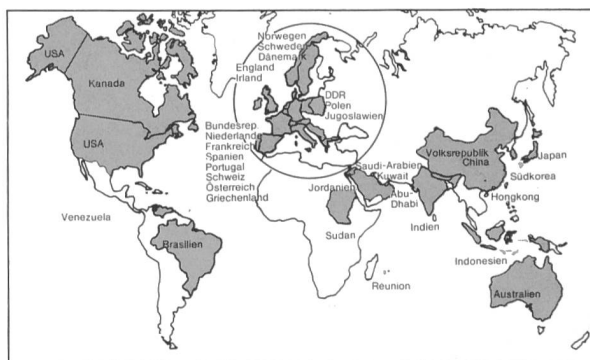 USA
Kanada
USA
Venezuela
Brasilien
Norwegen
Schweden
Dänemark
England
Irland
DDR
Polen
Jugoslawien
Bundesrep
Niederlande
Frankreich
Spanien
Portugal
Schweiz
Österreich
Griechenland
Saudi-Arabien
Kuwait
Jordanien
Abu-
Dhabi
Sudan
Reunion
Indien
Volksrepublik
China
Japan
Südkorea
Hongkong
Indonesien
Australien